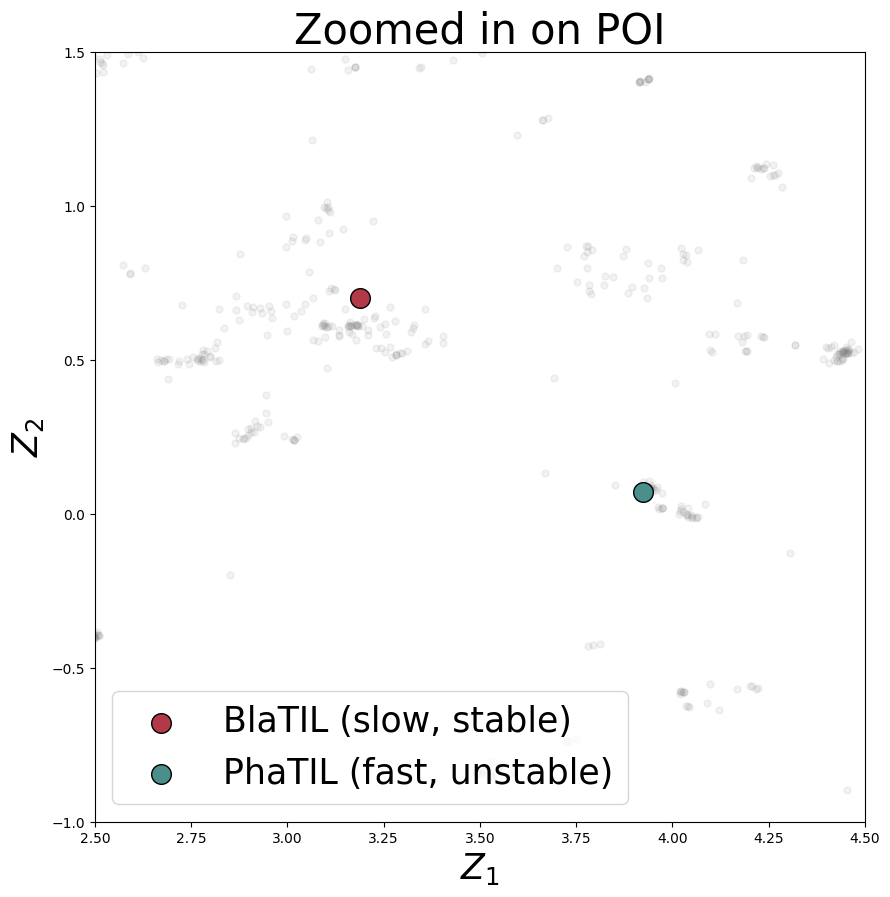 Zoomed in on POI
1.5
1.0
0.5
0.0
−0.5
−1.0
Z2
BlaTIL (slow, stable)
PhaTIL (fast, unstable)
2.50 2.75 3.00 3.25 3.50 3.75 4.00 4.25 4.50
Z1